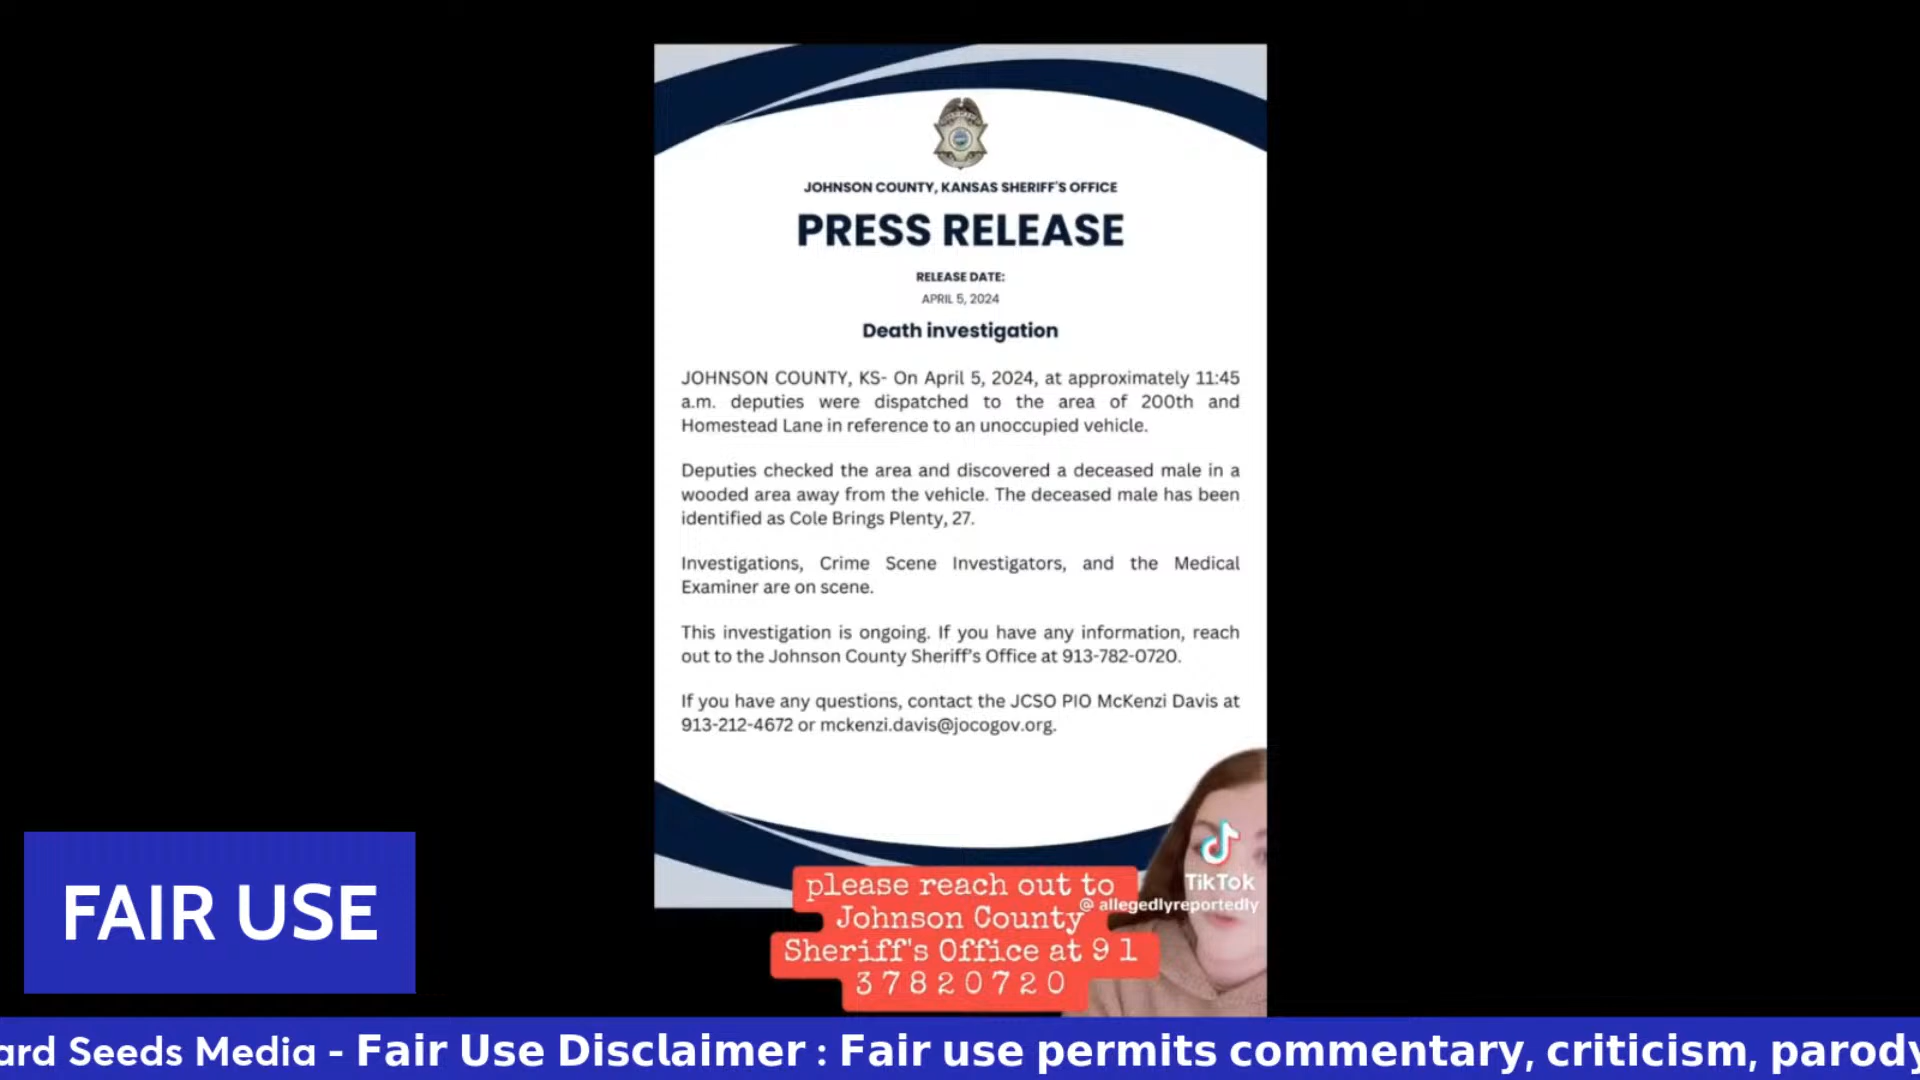 JOHNSON COUNTY, KANSAS SHERIFF'S OFFICE
PRESS RELEASE
RELEASE DATE:
APRIL 5, 2024
Death investigation
JOHNSON COUNTY, KS- On April 5, 2024, at approximately 11:45
a.m. deputies were dispatched to the area of 200th and
Homestead Lane in reference to an unoccupied vehicle.
Deputies checked the area and discovered a deceased male in a
wooded area away from the vehicle. The deceased male has been
identified as Cole Brings Plenty, 27.
Investigations, Crime Scene Investigators, and the Medical
Examiner are on scene.
This investigation is ongoing. If you have any information, reach
out to the Johnson County Sheriff's Office at 913-782-0720.
If you have any questions, contact the JCSO PIO McKenzi Davis at
913-212-4672 or mckenzi.davis@jocogov.org.
please reach out to
Johnson County
Sheriff's Office at 9 1
3 7 8 2 0 7 2 0
TikTok
@ allegedlyreportedly
FAIR USE
ard Seeds Media - Fair Use Disclaimer : Fair use permits commentary, criticism, parody